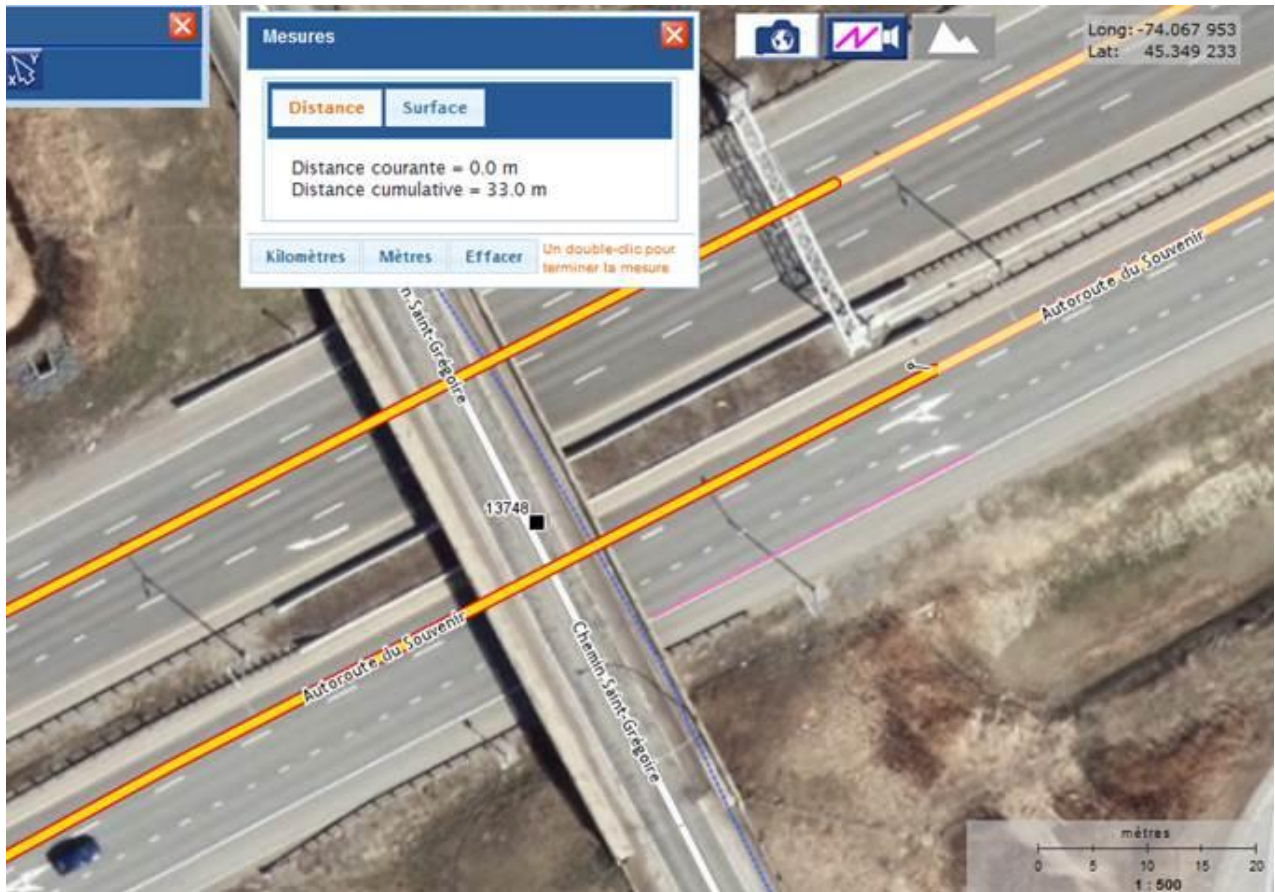 Mesures
Distance
Surface
Distance courante = 0.0 m
Distance cumulative = 33.0 m
Kilomètres
Mètres
Effacer
Un double-clic pour
terminer la mesure
Long: -74.067 953
Lat: 45.349 233
X Y
Autoroute du Souvenir
n Saint-Grégoire
13748
Autoroute du Souvenir
Chemin Saint-Grégoire
mètres
0 5 10 15 20
1 : 500